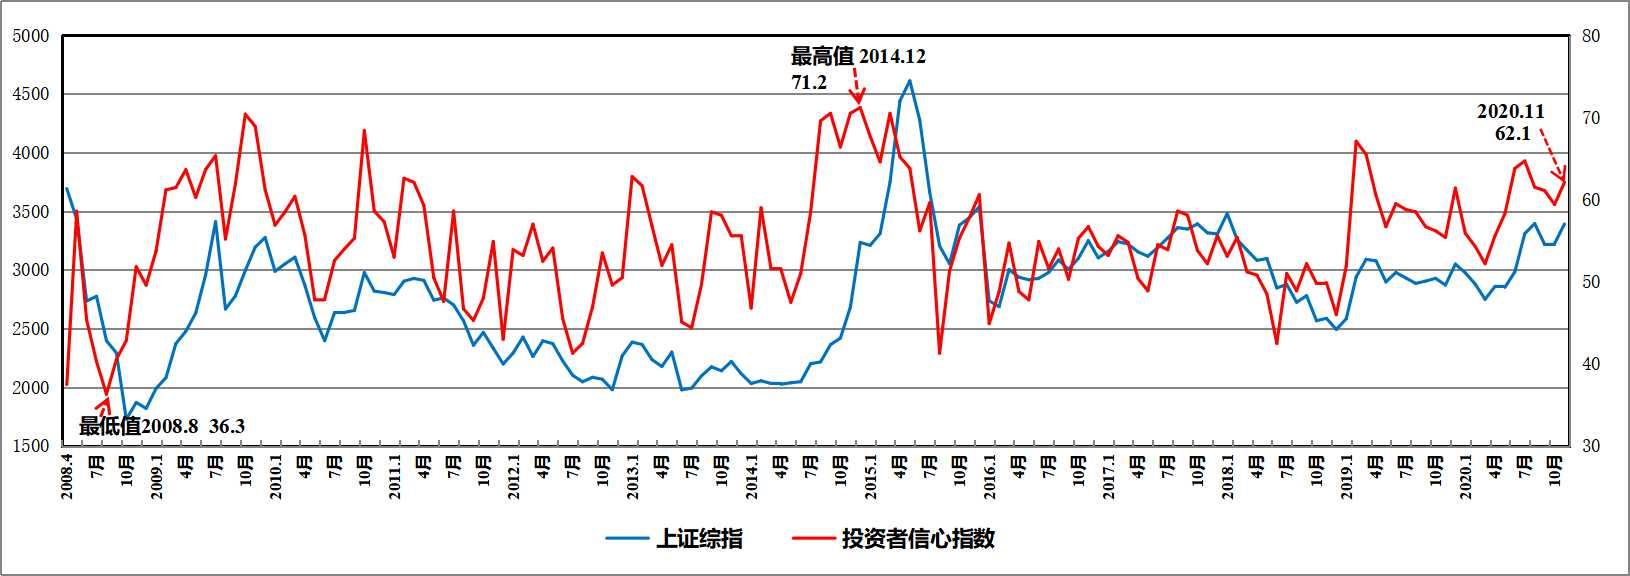 最高值 2014.12
71.2
2020.11
62.1
最低值2008.8 36.3
5000
4500
4000
3500
3000
2500
2000
1500
80
70
60
50
40
30
2008.4
7月
10月
2009.1
4月
7月
10月
2010.1
4月
7月
10月
2011.1
4月
7月
10月
2012.1
4月
7月
10月
2013.1
4月
7月
10月
2014.1
4月
7月
10月
2015.1
4月
7月
10月
2016.1
4月
7月
10月
2017.1
4月
7月
10月
2018.1
4月
7月
10月
2019.1
4月
7月
10月
2020.1
4月
7月
10月
上证综指
投资者信心指数